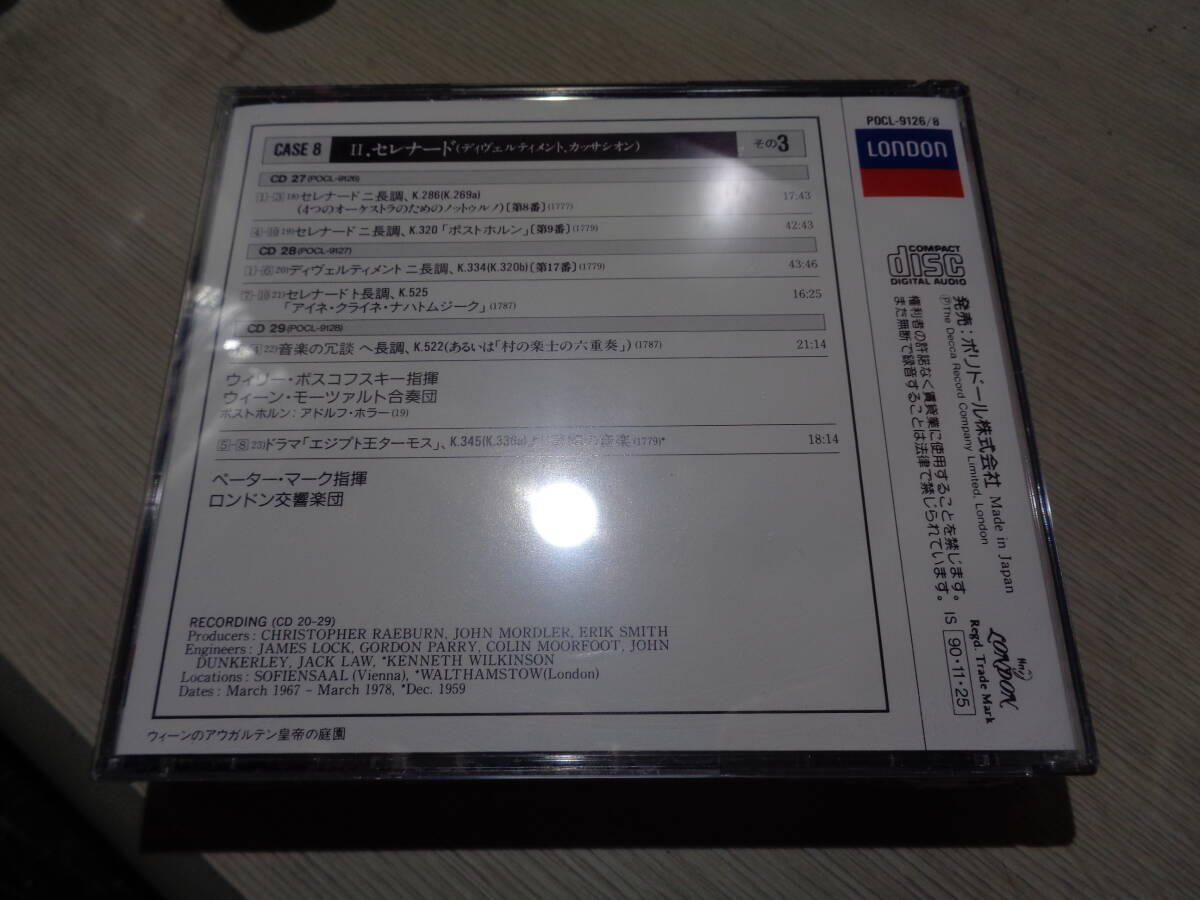 CASE 8 II.セレナード(ディヴェルティメント、カッサシオン) その3
CD 27(POCL-9126)
1-3 18)セレナード ニ長調、K.286(K.269a) 17:43
(4つのオーケストラのためのノットゥルノ)[第8番](1777)
4-10 19)セレナード ニ長調、K.320「ポストホルン」[第9番](1779) 42:43
CD 28(POCL-9127)
1-6 20)ディヴェルティメント ニ長調、K.334(K.320b)[第17番](1779) 43:46
7-10 21)セレナード ト長調、K.525 16:25
「アイネ・クライネ・ナハトムジーク」(1787)
CD 29(POCL-9128)
4 22)音楽の冗談 ヘ長調、K.522(あるいは「村の楽士の六重奏」)(1787) 21:14
ウィリー・ボスコフスキー指揮
ウィーン・モーツァルト合奏団
ポストホルン:アドルフ・ホラー(19)
5-8 23)ドラマ「エジプト王ターモス」、K.345(K.336a) の音楽(1779)* 18:14
ペーター・マーク指揮
ロンドン交響楽団
RECORDING (CD 20-29)
Producers : CHRISTOPHER RAEBURN, JOHN MORDLER, ERIK SMITH
Engineers : JAMES LOCK, GORDON PARRY, COLIN MOORFOOT, JOHN
DUNKERLEY, JACK LAW, *KENNETH WILKINSON
Locations : SOFIENSAAL (Vienna), *WALTHAMSTOW(London)
Dates : March 1967 – March 1978, *Dec. 1959
ウィーンのアウガルテン皇帝の庭園
POCL-9126/8
LONDON
COMPACT
disc
DIGITAL AUDIO
発売:ポリドール株式会社 Made in Japan
ⓟThe Decca Record Company Limited, London
権利者の許諾なく賃貸業に使用することを禁じます。
また無断で録音することは法律で禁じられています。
IS 90・11・25
LONDON
Regd. Trade Mark